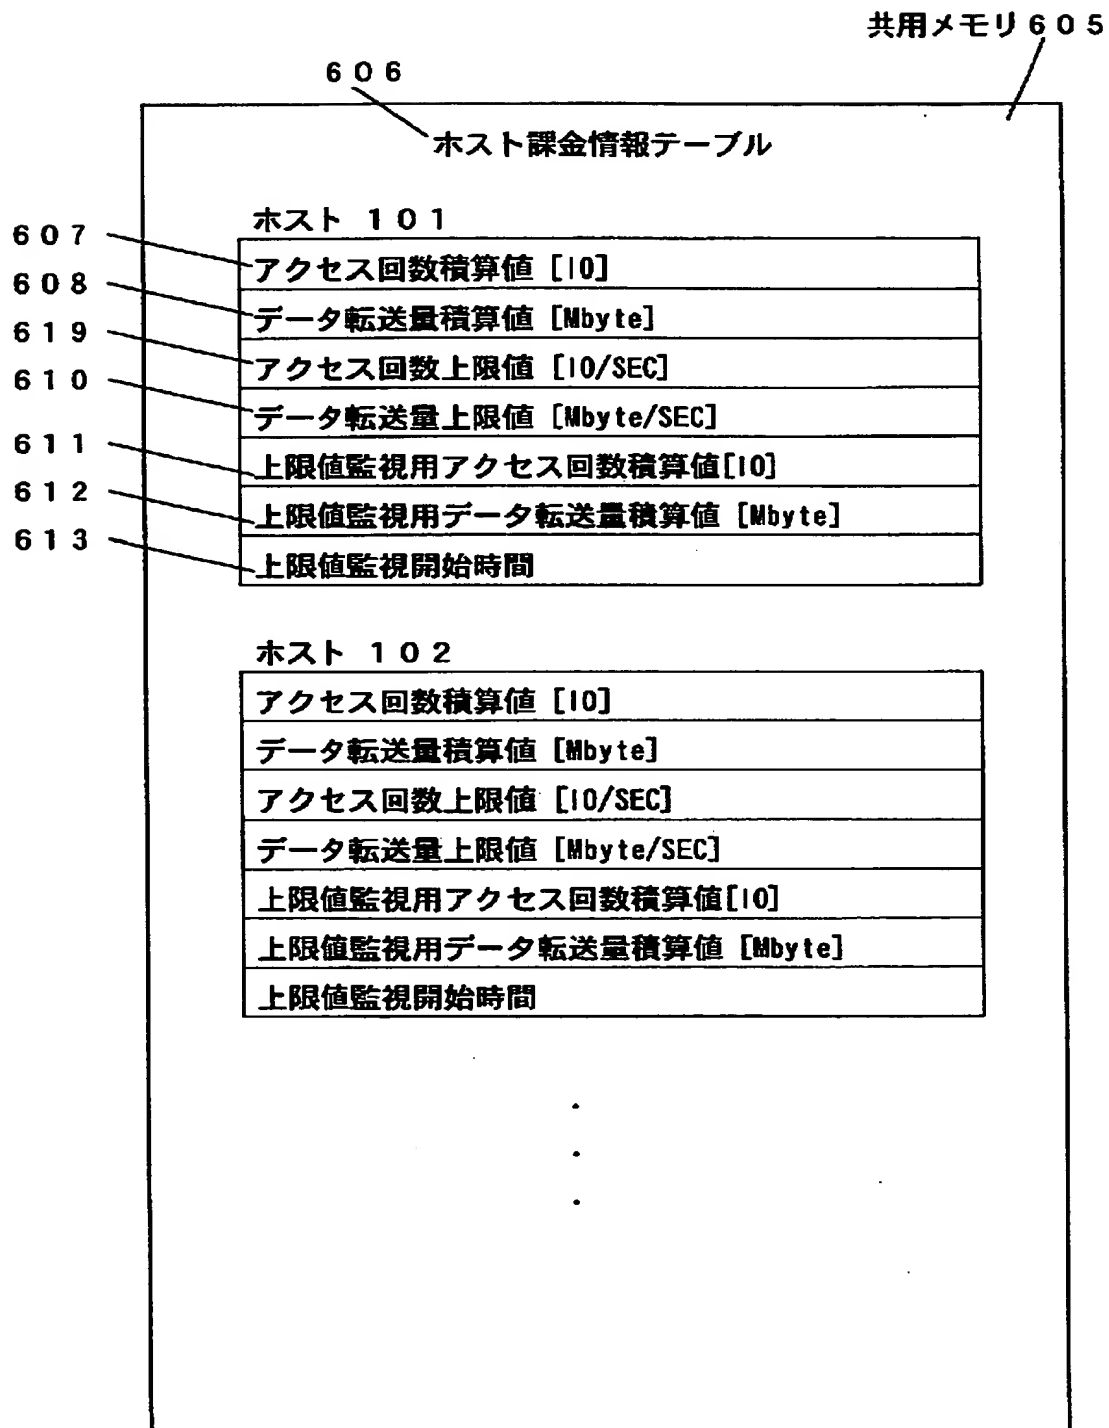 共用メモリ６０５
６０６
ホスト課金情報テーブル
ホスト １０１
６０７
アクセス回数積算値 [IO]
６０８
データ転送量積算値 [Mbyte]
６１９
アクセス回数上限値 [IO/SEC]
６１０
データ転送量上限値 [Mbyte/SEC]
６１１
上限値監視用アクセス回数積算値[IO]
６１２
上限値監視用データ転送量積算値 [Mbyte]
６１３
上限値監視開始時間
ホスト １０２
アクセス回数積算値 [IO]
データ転送量積算値 [Mbyte]
アクセス回数上限値 [IO/SEC]
データ転送量上限値 [Mbyte/SEC]
上限値監視用アクセス回数積算値[IO]
上限値監視用データ転送量積算値 [Mbyte]
上限値監視開始時間